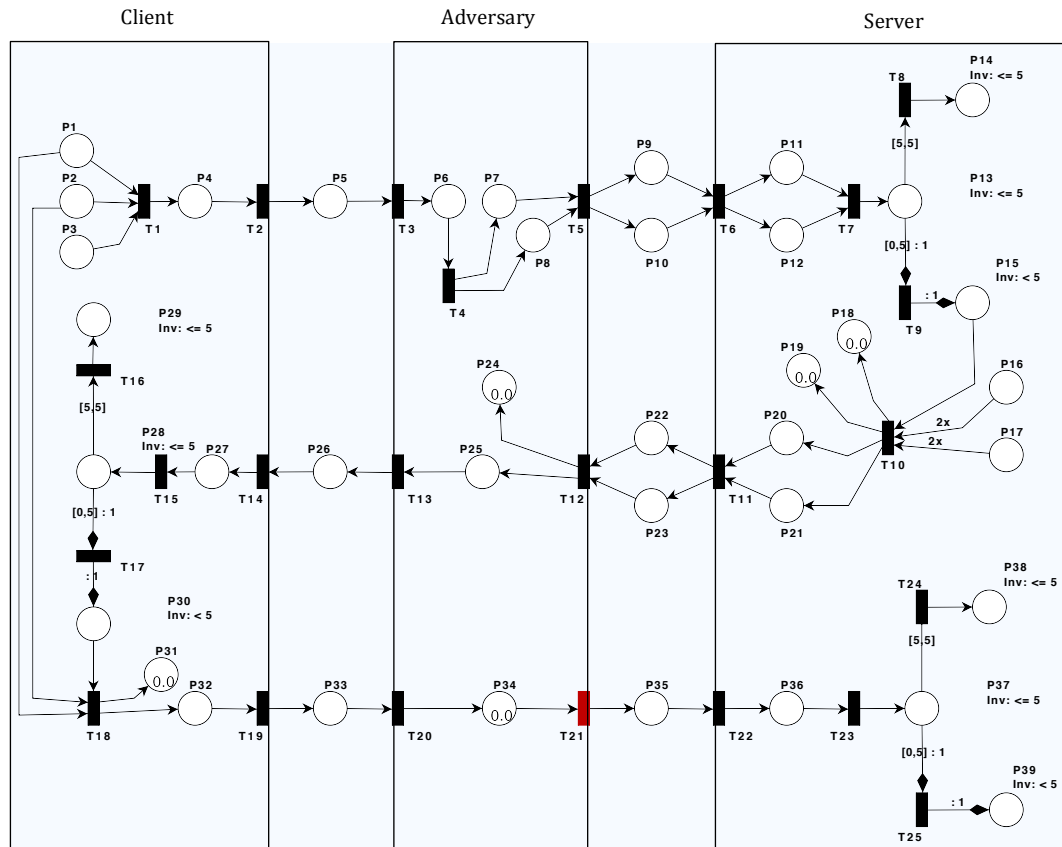 Client
Adversary
Server
P14
Inv: <= 5
T8
[5,5]
P1
P2
P3
T1
P4
T2
P5
T3
P6
T4
P7
P8
T5
P9
P10
T6
P11
P12
T7
P13
Inv: <= 5
[0,5] : 1
P15
Inv: < 5
: 1
T9
P29
Inv: <= 5
T16
[5,5]
P24
0.0
P18
0.0
P19
0.0
P16
2x
2x
P17
T10
P28
Inv: <= 5
P27
T15
T14
P26
T13
P25
T12
P22
P23
T11
P20
P21
[0,5] : 1
T17
: 1
P30
Inv: < 5
P31
0.0
T18
P32
T19
P33
T20
P34
0.0
T21
P35
T22
P36
T23
T24
P38
Inv: <= 5
[5,5]
P37
Inv: <= 5
[0,5] : 1
P39
Inv: < 5
: 1
T25